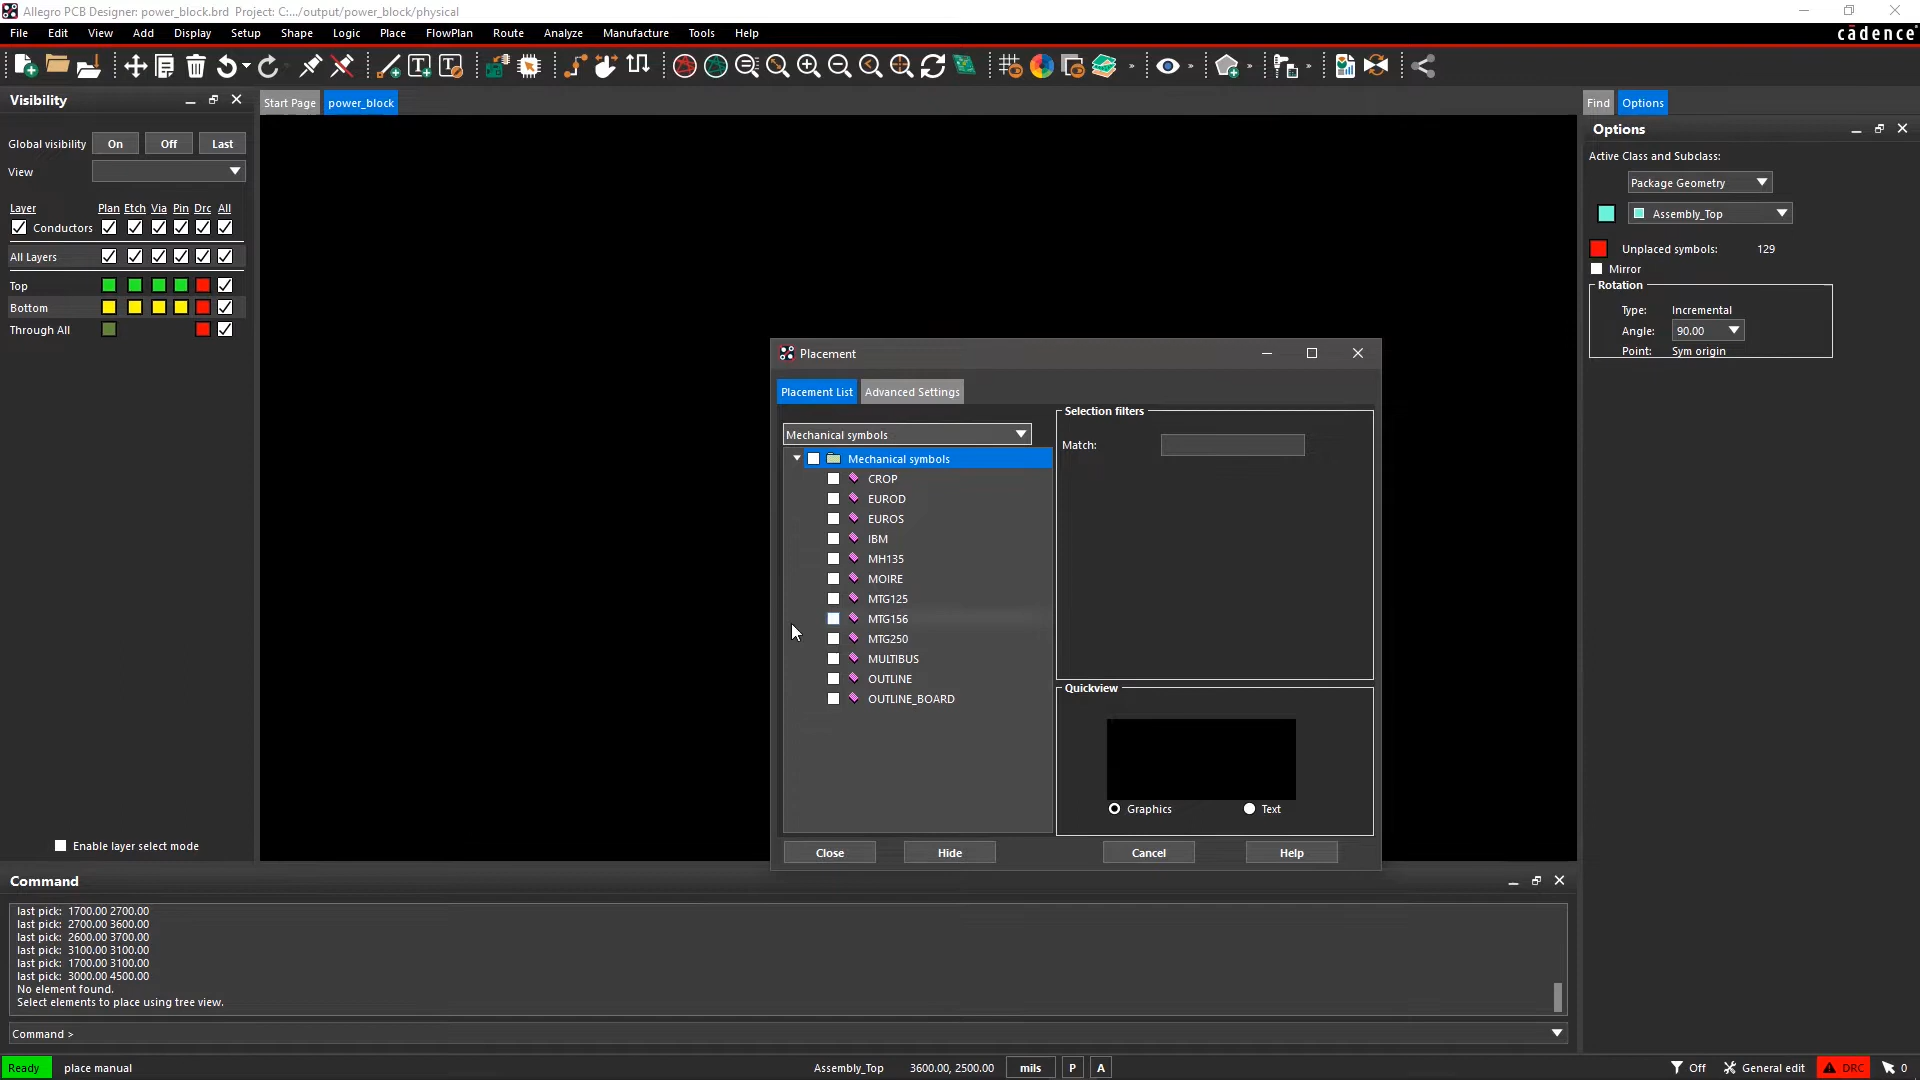 Allegro PCB Designer: power_block.brd  Project: C:.../output/power_block/physical
File Edit View Add Display Setup Shape Logic Place FlowPlan Route Analyze Manufacture Tools Help
cādence
Visibility
Start Page power_block
Find Options
Global visibility On Off Last
View
Layer Plan Etch Via Pin Drc All
Conductors
All Layers
Top
Bottom
Through All
Enable layer select mode
Options
Active Class and Subclass:
Package Geometry
Assembly_Top
Unplaced symbols: 129
Mirror
Rotation
Type: Incremental
Angle: 90.00
Point: Sym origin
Placement
Placement List Advanced Settings
Mechanical symbols
Mechanical symbols
CROP
EUROD
EUROS
IBM
MH135
MOIRE
MTG125
MTG156
MTG250
MULTIBUS
OUTLINE
OUTLINE_BOARD
Selection filters
Match:
Quickview
Graphics Text
Close Hide Cancel Help
Command
last pick: 1700.00 2700.00
last pick: 2700.00 3600.00
last pick: 2600.00 3700.00
last pick: 3100.00 3100.00
last pick: 1700.00 3100.00
last pick: 3000.00 4500.00
No element found.
Select elements to place using tree view.
Command >
Ready place manual Assembly_Top 3600.00, 2500.00 mils P A Off General edit DRC 0